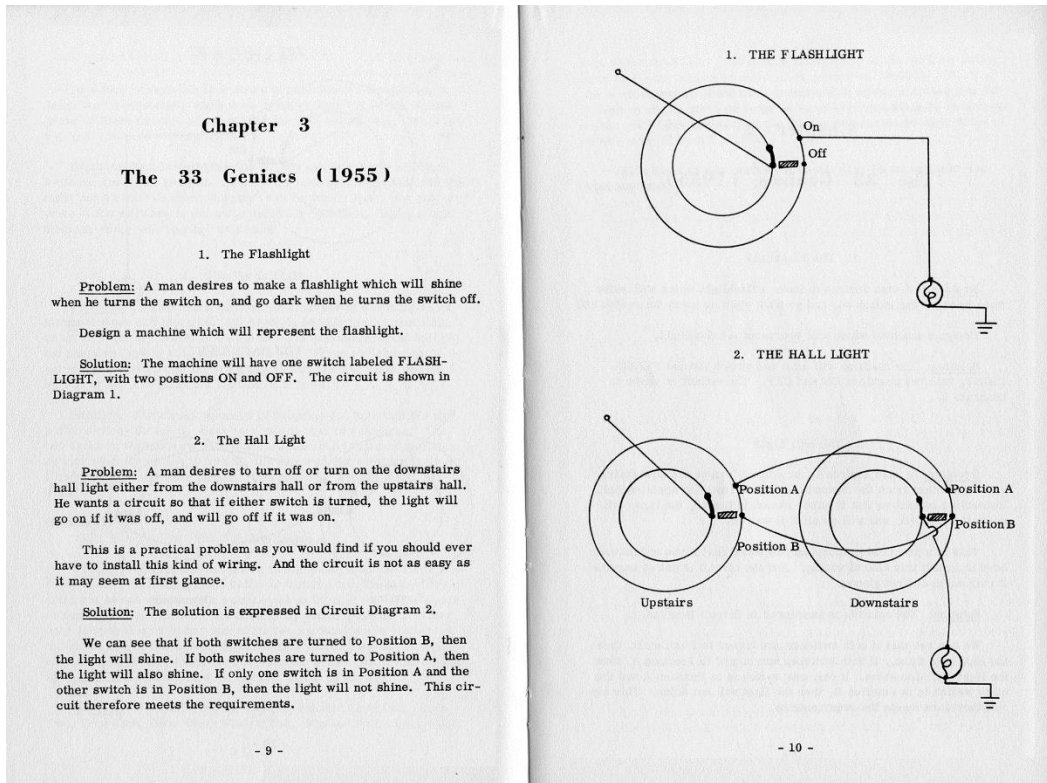 Chapter 3
The 33 Geniacs (1955)
1. The Flashlight
Problem: A man desires to make a flashlight which will shine
when he turns the switch on, and go dark when he turns the switch off.
Design a machine which will represent the flashlight.
Solution: The machine will have one switch labeled FLASH-
LIGHT, with two positions ON and OFF. The circuit is shown in
Diagram 1.
2. The Hall Light
Problem: A man desires to turn off or turn on the downstairs
hall light either from the downstairs hall or from the upstairs hall.
He wants a circuit so that if either switch is turned, the light will
go on if it was off, and will go off if it was on.
This is a practical problem as you would find if you should ever
have to install this kind of wiring. And the circuit is not as easy as
it may seem at first glance.
Solution: The solution is expressed in Circuit Diagram 2.
We can see that if both switches are turned to Position B, then
the light will shine. If both switches are turned to Position A, then
the light will also shine. If only one switch is in Position A and the
other switch is in Position B, then the light will not shine. This cir-
cuit therefore meets the requirements.
- 9 -
1. THE FLASHLIGHT
On
Off
2. THE HALL LIGHT
Position A
Position B
Position A
Position B
Upstairs
Downstairs
- 10 -